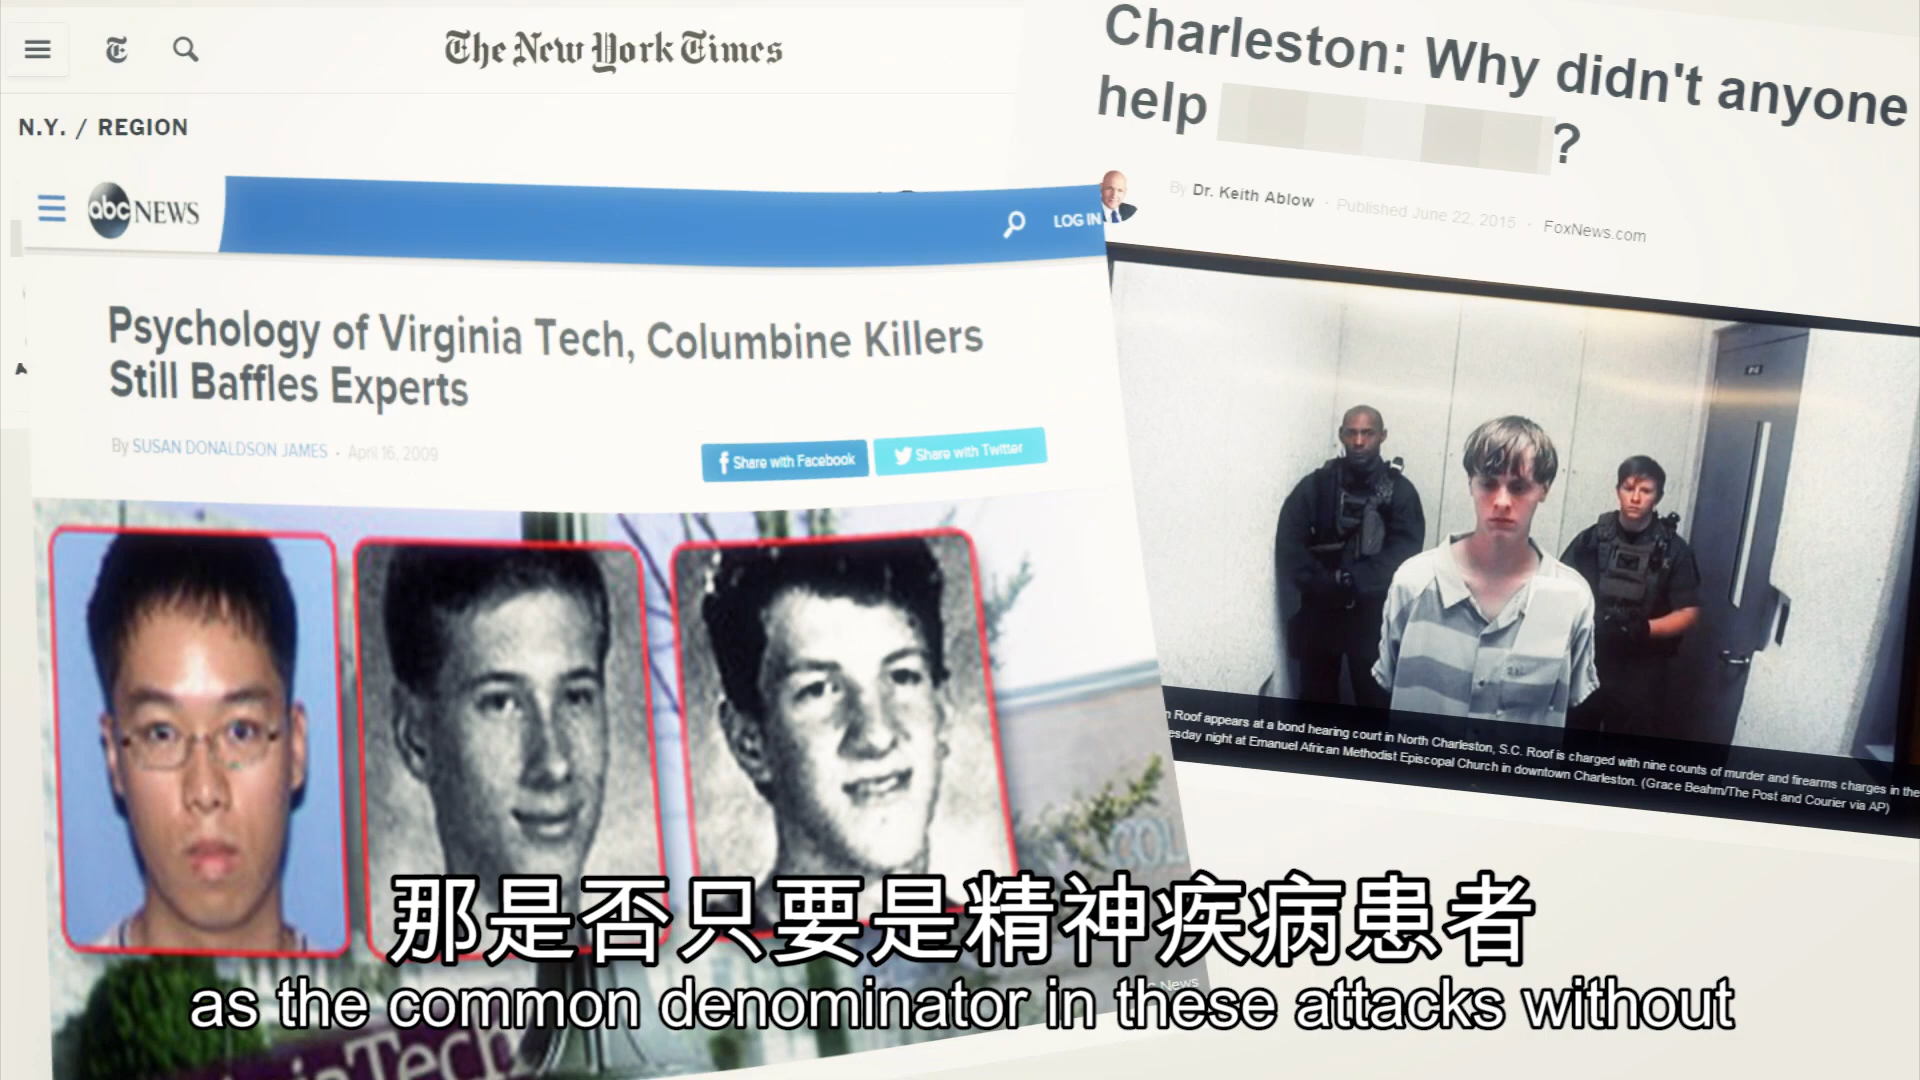 The New York Times
N.Y. / REGION
abc NEWS
LOG IN
Psychology of Virginia Tech, Columbine Killers
Still Baffles Experts
By SUSAN DONALDSON JAMES · April 16, 2009
Share with Facebook
Share with Twitter
Charleston: Why didn't anyone
help ?
By Dr. Keith Ablow · Published June 22, 2015 · FoxNews.com
Roof appears at a bond hearing court in North Charleston, S.C. Roof is charged with nine counts of murder and firearms charges in the
esday night at Emanuel African Methodist Episcopal Church in downtown Charleston. (Grace Beahm/The Post and Courier via AP)
News
Tech
那是否只要是精神疾病患者
as the common denominator in these attacks without